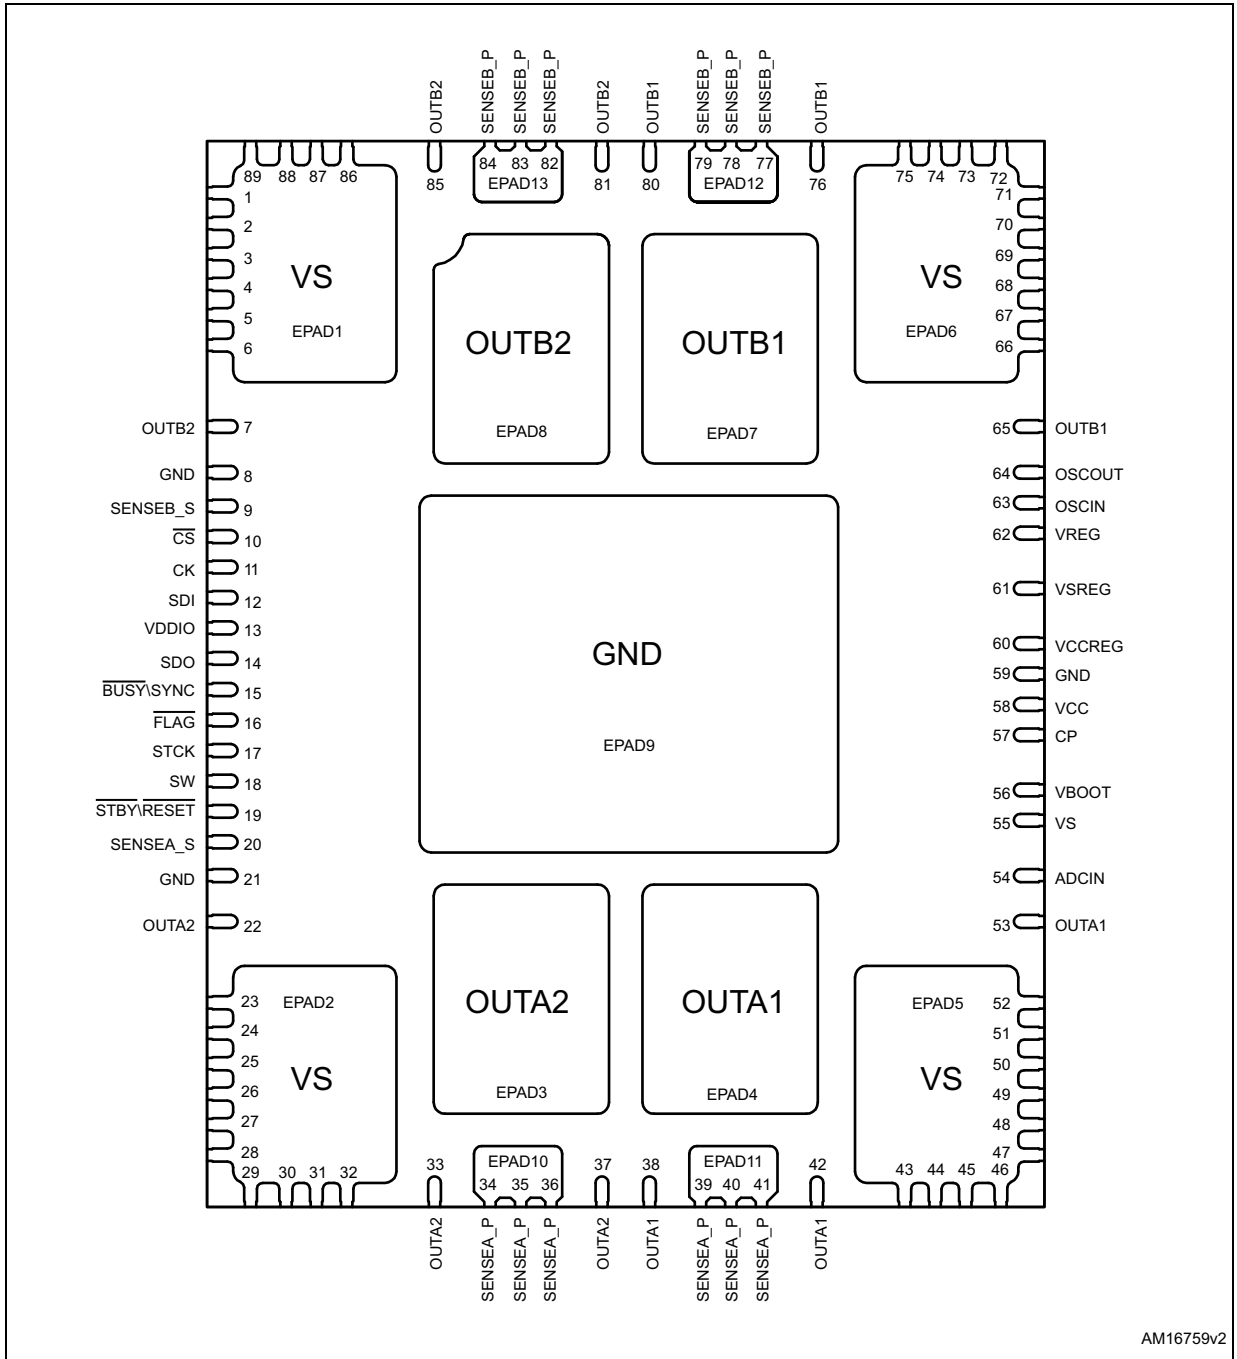 OUTB2
SENSEB_P
SENSEB_P
SENSEB_P
OUTB2
OUTB1
SENSEB_P
SENSEB_P
SENSEB_P
OUTB1
89 88 87 86
85
84 83 82
EPAD13
81
80
79 78 77
EPAD12
76
75 74 73 72
1
2
3
4
5
6
VS
EPAD1
OUTB2
EPAD8
OUTB1
EPAD7
VS
EPAD6
71
70
69
68
67
66
OUTB2 7
GND 8
SENSEB_S 9
CS 10
CK 11
SDI 12
VDDIO 13
SDO 14
BUSY\SYNC 15
FLAG 16
STCK 17
SW 18
STBY\RESET 19
SENSEA_S 20
GND 21
OUTA2 22
GND
EPAD9
65 OUTB1
64 OSCOUT
63 OSCIN
62 VREG
61 VSREG
60 VCCREG
59 GND
58 VCC
57 CP
56 VBOOT
55 VS
54 ADCIN
53 OUTA1
23
24
25
26
27
28
EPAD2
VS
OUTA2
EPAD3
OUTA1
EPAD4
EPAD5
VS
52
51
50
49
48
47
29 30 31 32
33
EPAD10
34 35 36
37
38
EPAD11
39 40 41
42
43 44 45 46
OUTA2
SENSEA_P
SENSEA_P
SENSEA_P
OUTA2
OUTA1
SENSEA_P
SENSEA_P
SENSEA_P
OUTA1
AM16759v2